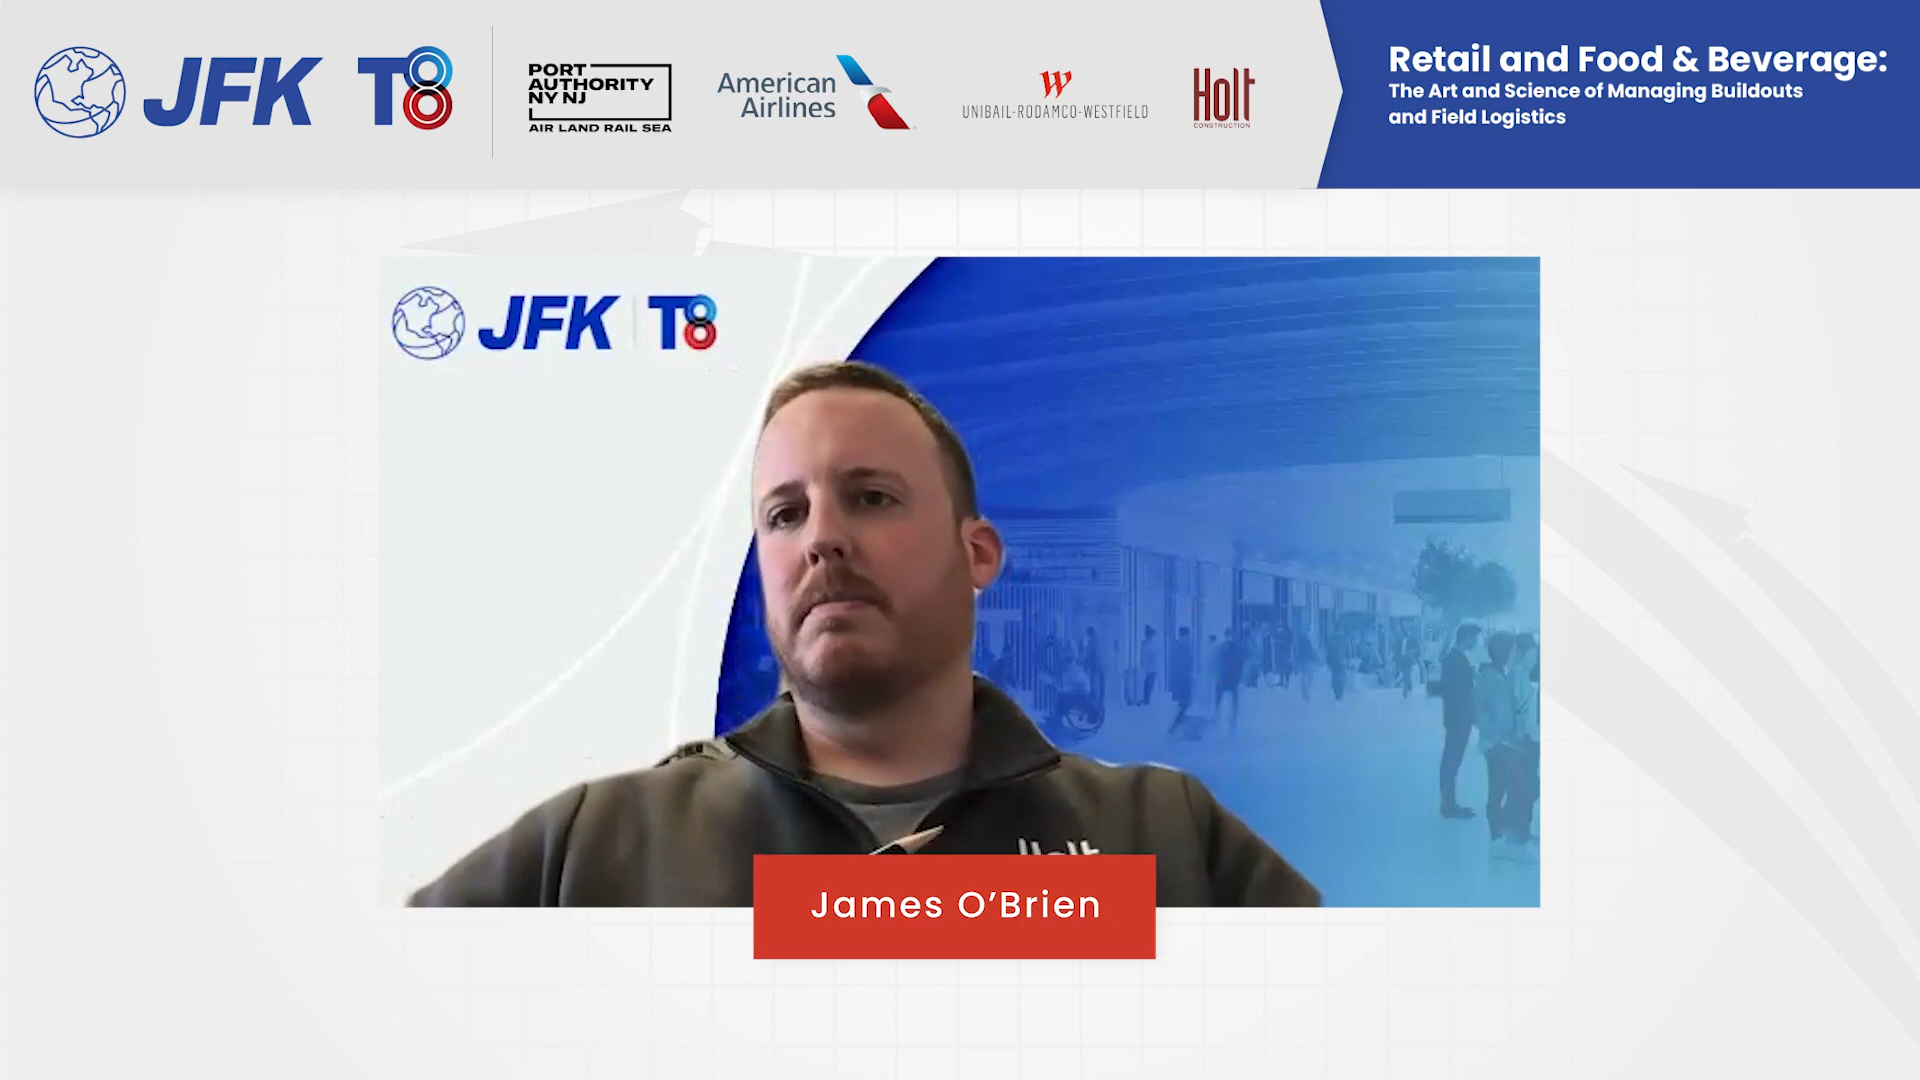 JFK T8
PORT
AUTHORITY
NY NJ
AIR LAND RAIL SEA
American
Airlines
UNIBAIL-RODAMCO-WESTFIELD
Holt
CONSTRUCTION
Retail and Food & Beverage:
The Art and Science of Managing Buildouts
and Field Logistics
JFK T8
Holt
James O’Brien